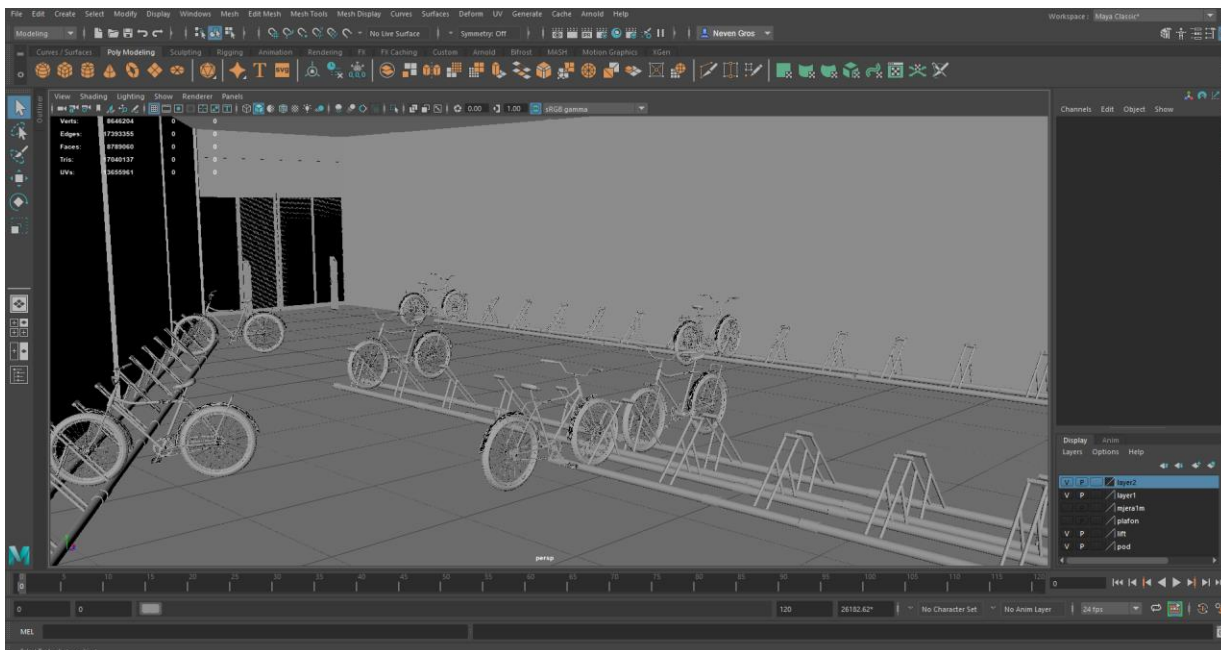 File Edit Create Select Modify Display Windows Mesh Edit Mesh Mesh Tools Mesh Display Curves Surfaces Deform UV Generate Cache Arnold Help Workspace : Maya Classic*
Modeling No Live Surface Symmetry: Off Neven Gros
Curves / Surfaces Poly Modeling Sculpting Rigging Animation Rendering FX FX Caching Custom Arnold Bifrost MASH Motion Graphics XGen
T SVG
View Shading Lighting Show Renderer Panels
0.00 1.00 sRGB gamma
Channels Edit Object Show
Outliner
Verts: 8646204 0 0
Edges: 17393355 0 0
Faces: 8789060 0 0
Tris: 17040137 0 0
UVs: 13655961 0 0
Display Anim
Layers Options Help
V P layer2
V P layer1
mjera1m
plafon
V P lift
V P pod
persp
0 5 10 15 20 25 30 35 40 45 50 55 60 65 70 75 80 85 90 95 100 105 110 115 120
0 0
0 0 120 26182.62* No Character Set No Anim Layer 24 fps
MEL